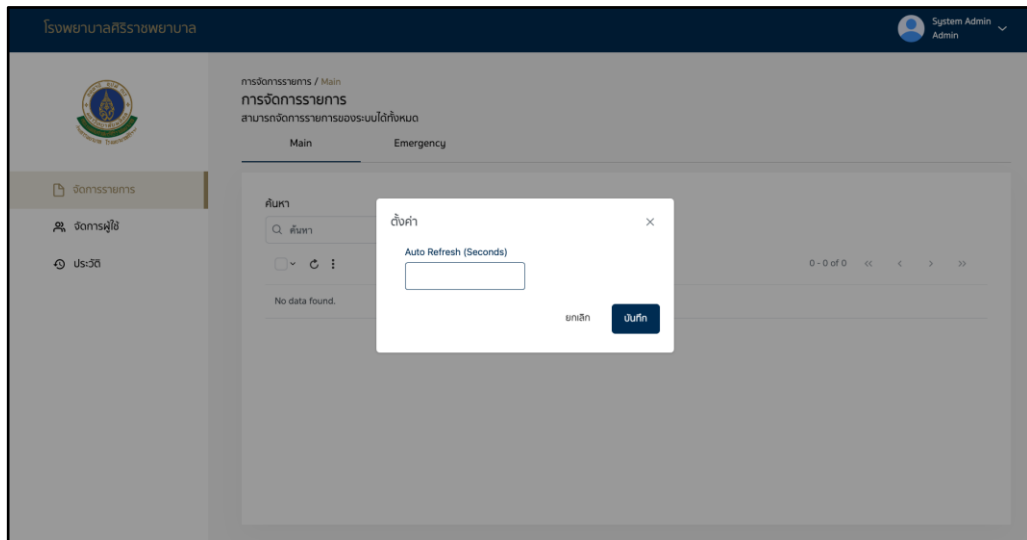 โรงพยาบาลศิริราชพยาบาล
System Admin
Admin
การจัดการรายการ / Main
การจัดการรายการ
สามารถจัดการรายการของระบบได้ทั้งหมด
Main Emergency
จัดการรายการ
จัดการผู้ใช้
ประวัติ
ค้นหา
ค้นหา
0 - 0 of 0
No data found.
ตั้งค่า
Auto Refresh (Seconds)
ยกเลิก บันทึก